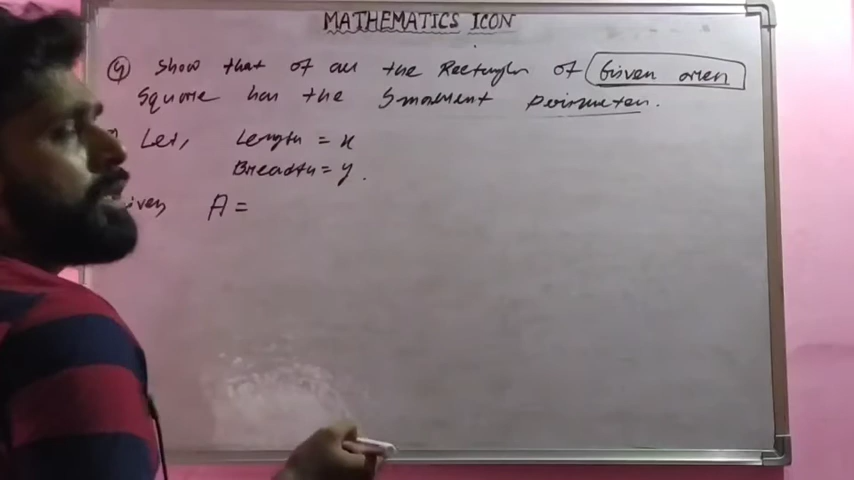 MATHEMATICS ICON
Q) Show that of all the Rectangles of Given area
Square has the Smallest perimeter.
Let, Length = x
Breadth = y.
iven A =